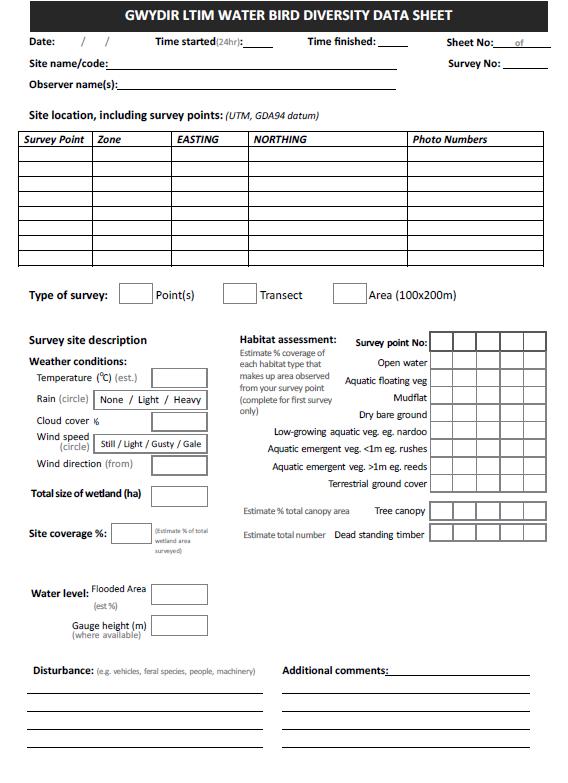 GWYDIR LTIM WATER BIRD DIVERSITY DATA SHEET
Date: / / Time started(24hr):_____ Time finished: _____ Sheet No: of
Site name/code: Survey No:
Observer name(s):
Site location, including survey points: (UTM, GDA94 datum)
Survey Point Zone EASTING NORTHING Photo Numbers
Type of survey: Point(s) Transect Area (100x200m)
Survey site description
Weather conditions:
Temperature (⁰C) (est.)
Rain (circle) None / Light / Heavy
Cloud cover ⅛
Wind speed Still / Light / Gusty / Gale
(circle)
Wind direction (from)
Total size of wetland (ha)
Site coverage %: (Estimate % of total
wetland area
surveyed)
Water level: Flooded Area
(est %)
Gauge height (m)
(where available)
Habitat assessment:
Estimate % coverage of
each habitat type that
makes up area observed
from your survey point
(complete for first survey
only)
Survey point No:
Open water
Aquatic floating veg
Mudflat
Dry bare ground
Low-growing aquatic veg. eg. nardoo
Aquatic emergent veg. <1m eg. rushes
Aquatic emergent veg. >1m eg. reeds
Terrestrial ground cover
Estimate % total canopy area Tree canopy
Estimate total number Dead standing timber
Disturbance: (e.g. vehicles, feral species, people, machinery)
Additional comments: